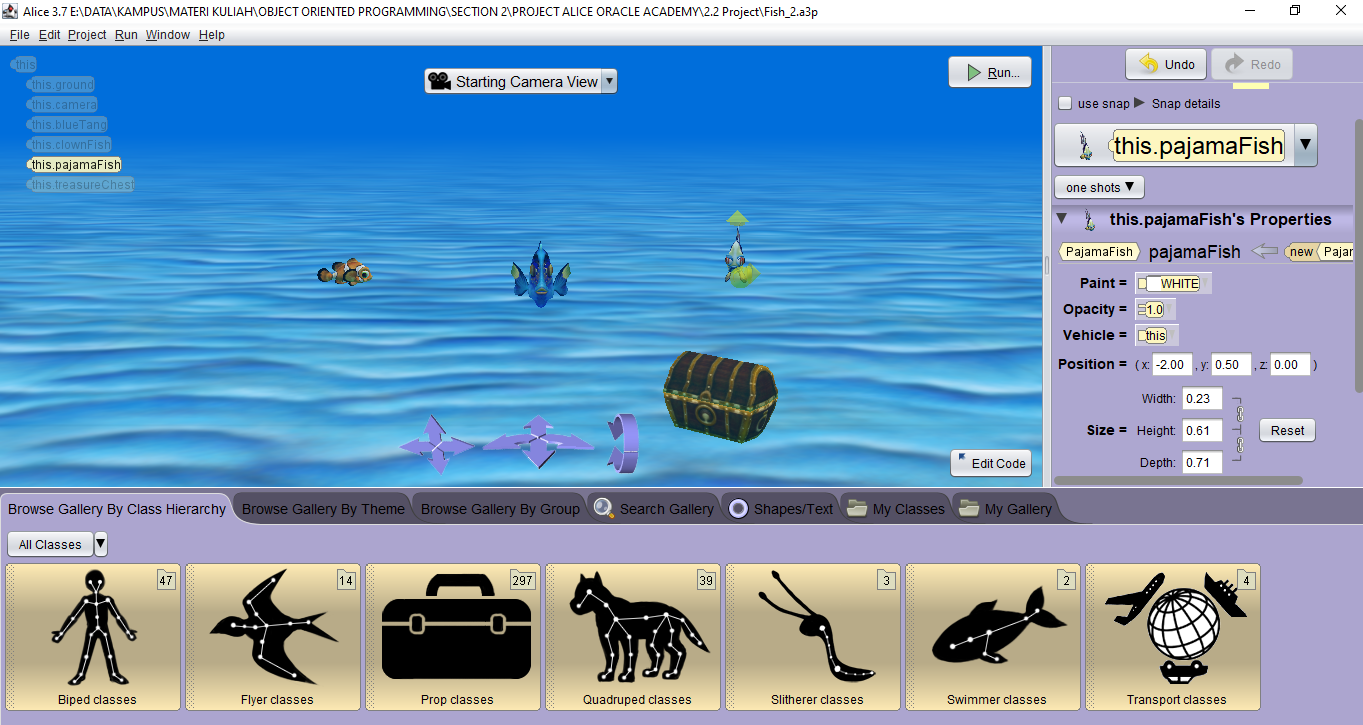 Alice 3.7 E:\DATA\KAMPUS\MATERI KULIAH\OBJECT ORIENTED PROGRAMMING\SECTION 2\PROJECT ALICE ORACLE ACADEMY\2.2 Project\Fish_2.a3p
File Edit Project Run Window Help
this
this.ground
this.camera
this.blueTang
this.clownFish
this.pajamaFish
this.treasureChest
Starting Camera View
Run...
Edit Code
Undo Redo
use snap Snap details
this.pajamaFish
one shots
this.pajamaFish's Properties
PajamaFish pajamaFish new Pajar
Paint = WHITE
Opacity = 1.0
Vehicle = this
Position = ( x: -2.00 , y: 0.50 , z: 0.00 )
Width: 0.23
Size = Height: 0.61 Reset
Depth: 0.71
Browse Gallery By Class Hierarchy Browse Gallery By Theme Browse Gallery By Group Search Gallery Shapes/Text My Classes My Gallery
All Classes
47 14 297 39 3 2 4
Biped classes Flyer classes Prop classes Quadruped classes Slitherer classes Swimmer classes Transport classes